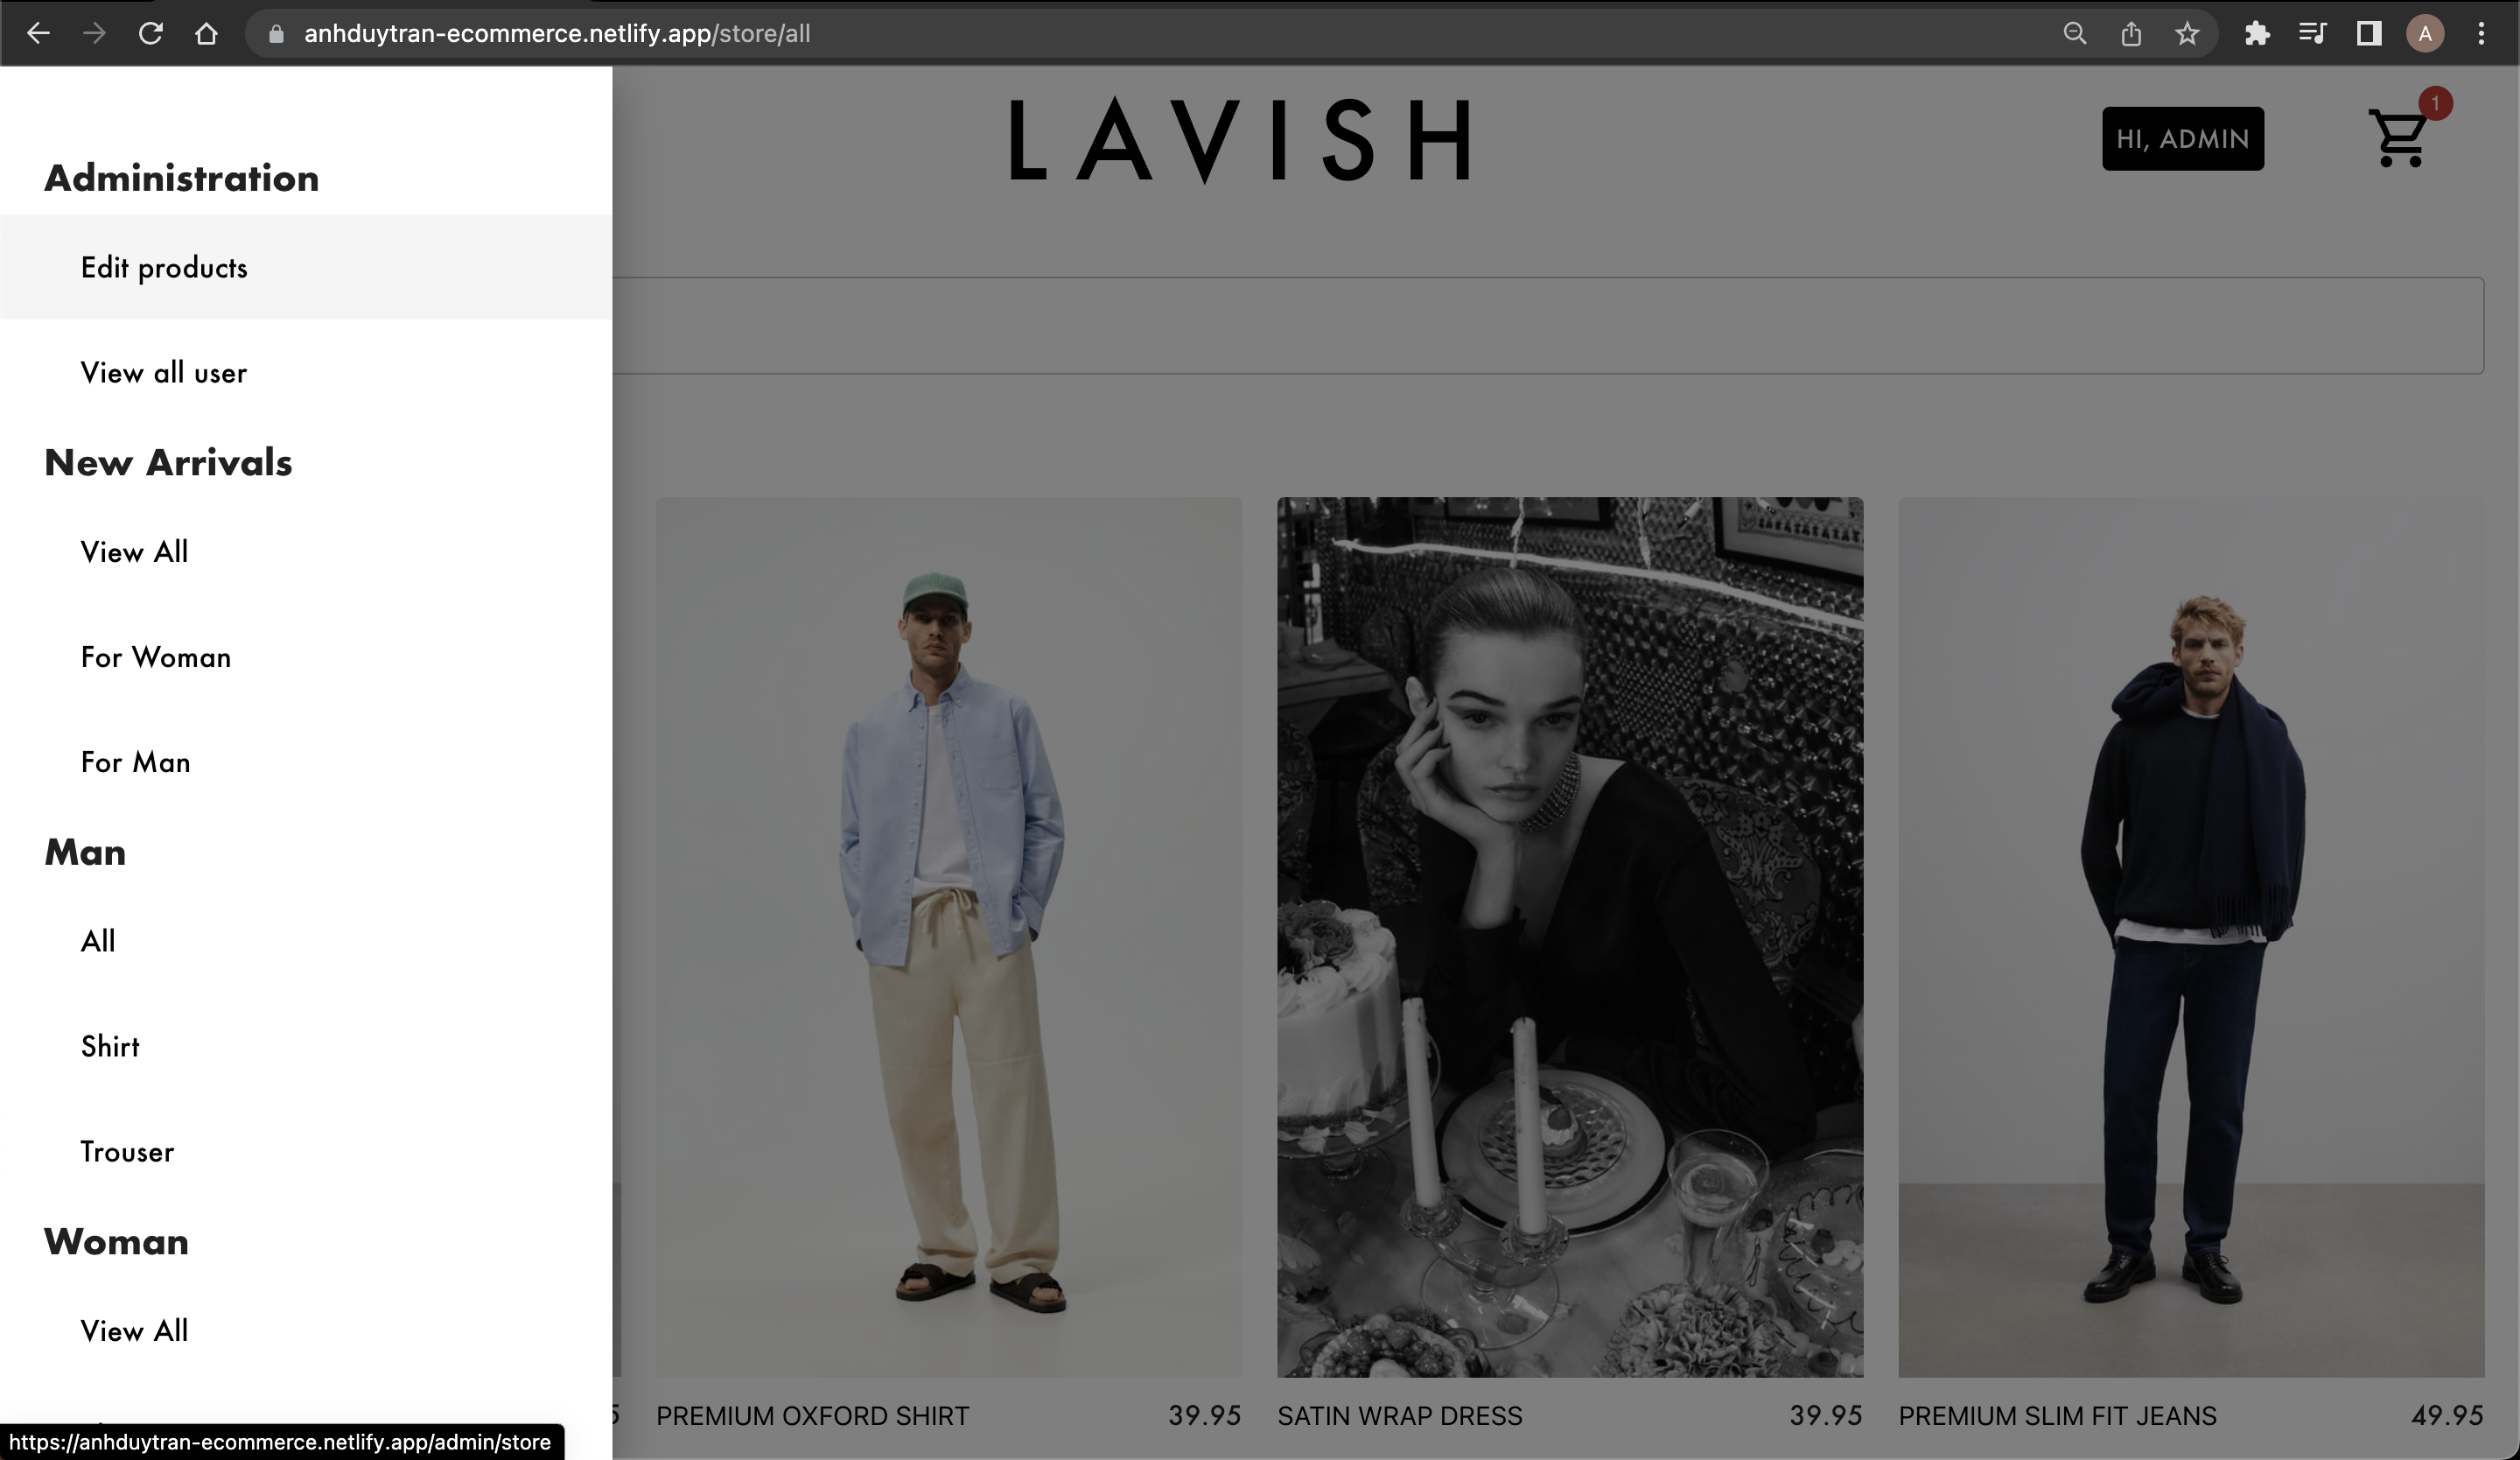 anhduytran-ecommerce.netlify.app/store/all
A
LAVISH
HI, ADMIN
1
Administration
Edit products
View all user
New Arrivals
View All
For Woman
For Man
Man
All
Shirt
Trouser
Woman
View All
PREMIUM OXFORD SHIRT 39.95
SATIN WRAP DRESS 39.95
PREMIUM SLIM FIT JEANS 49.95
https://anhduytran-ecommerce.netlify.app/admin/store